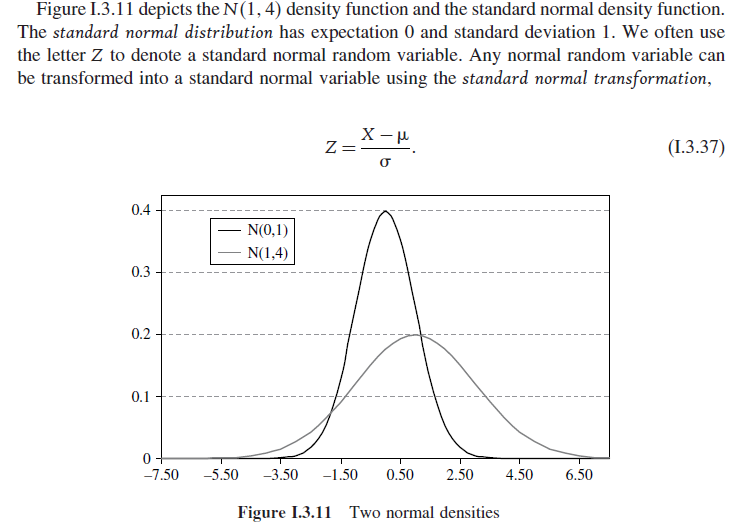 Figure I.3.11 depicts the N(1, 4) density function and the standard normal density function.
The standard normal distribution has expectation 0 and standard deviation 1. We often use
the letter Z to denote a standard normal random variable. Any normal random variable can
be transformed into a standard normal variable using the standard normal transformation,
Z = (X − μ)/σ. (I.3.37)
0.4
N(0,1)
N(1,4)
0.3
0.2
0.1
0
−7.50 −5.50 −3.50 −1.50 0.50 2.50 4.50 6.50
Figure I.3.11 Two normal densities